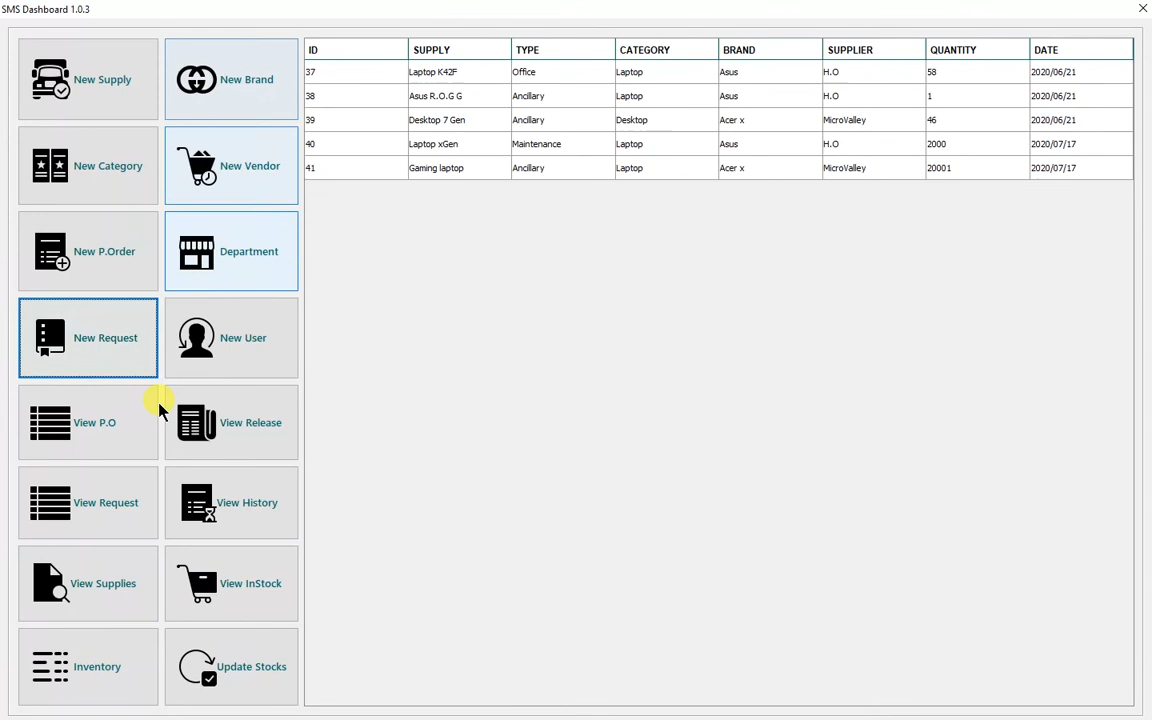 SMS Dashboard 1.0.3
New Supply
New Brand
New Category
New Vendor
New P.Order
Department
New Request
New User
View P.O
View Release
View Request
View History
View Supplies
View InStock
Inventory
Update Stocks
ID SUPPLY TYPE CATEGORY BRAND SUPPLIER QUANTITY DATE
37 Laptop K42F Office Laptop Asus H.O 58 2020/06/21
38 Asus R.O.G G Ancillary Laptop Asus H.O 1 2020/06/21
39 Desktop 7 Gen Ancillary Desktop Acer x MicroValley 46 2020/06/21
40 Laptop xGen Maintenance Laptop Asus H.O 2000 2020/07/17
41 Gaming laptop Ancillary Laptop Acer x MicroValley 20001 2020/07/17